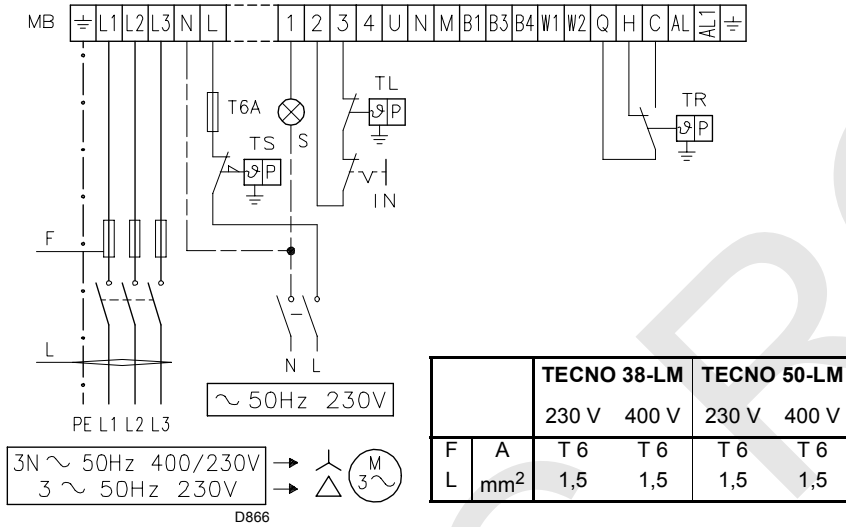 MB ⏚ L1 L2 L3 N L 1 2 3 4 U N M B1 B3 B4 W1 W2 Q H C AL AL1 ⏚
T6A
S
TL
ϑ P
TR
ϑ P
TS
ϑ P
IN
F
L
N L
∼ 50Hz 230V
PE L1 L2 L3
3N ∼ 50Hz 400/230V
3 ∼ 50Hz 230V
M
3∼
D866
TECNO 38-LM TECNO 50-LM
230 V 400 V 230 V 400 V
F A T 6 T 6 T 6 T 6
L mm² 1,5 1,5 1,5 1,5